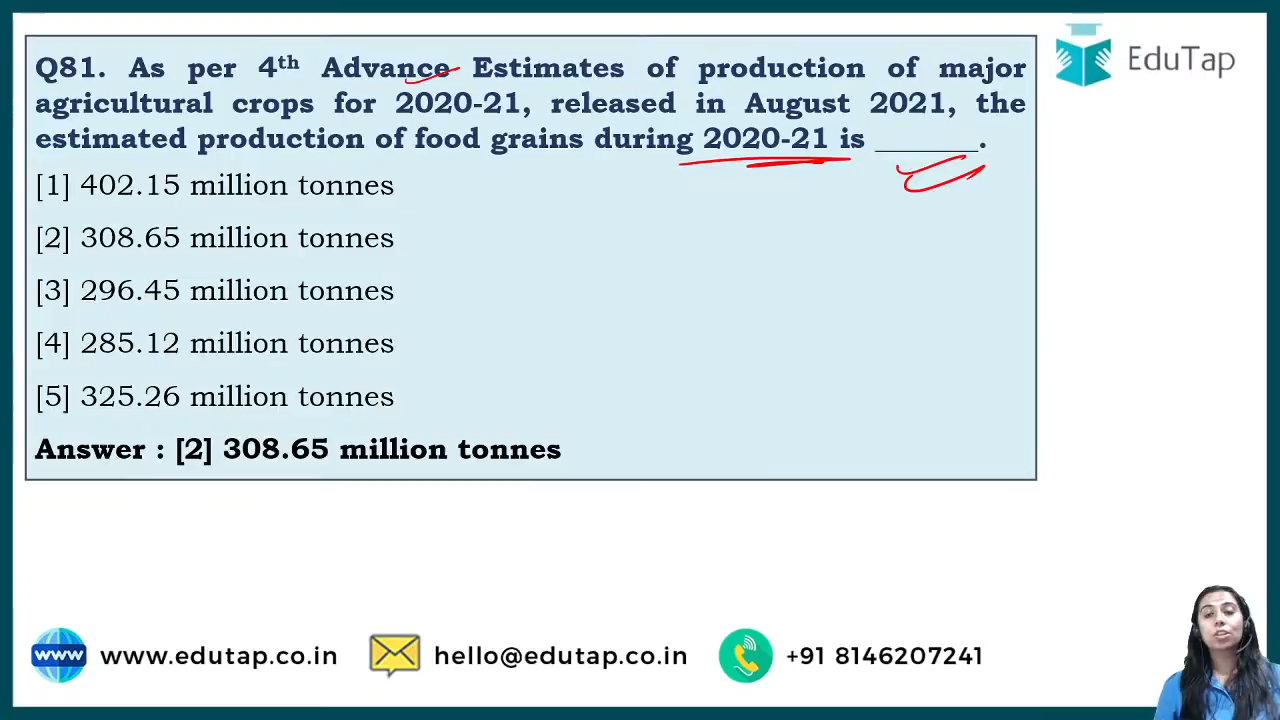 EduTap
Q81. As per 4th Advance Estimates of production of major
agricultural crops for 2020-21, released in August 2021, the
estimated production of food grains during 2020-21 is ______.
[1] 402.15 million tonnes
[2] 308.65 million tonnes
[3] 296.45 million tonnes
[4] 285.12 million tonnes
[5] 325.26 million tonnes
Answer : [2] 308.65 million tonnes
www www.edutap.co.in hello@edutap.co.in +91 8146207241